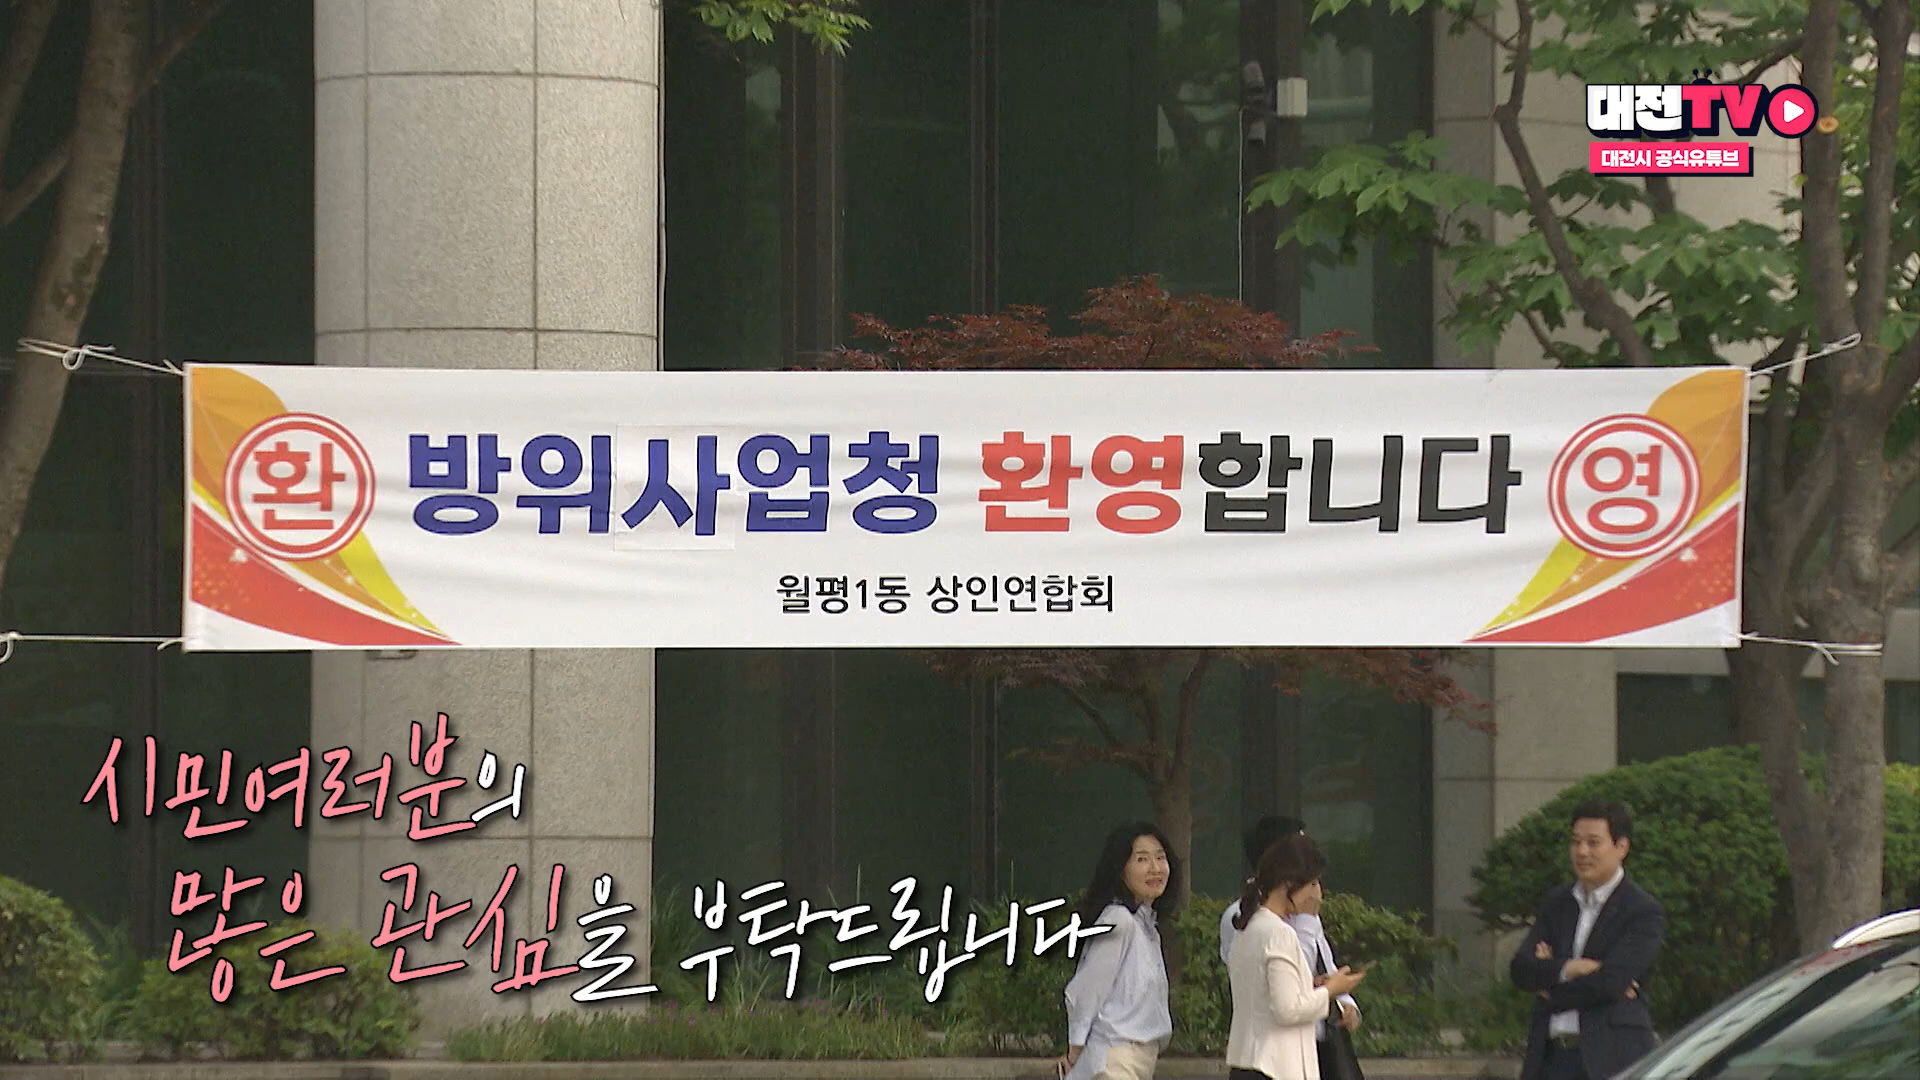 대전TV
대전시 공식유튜브
환 방위사업청 환영합니다 영
월평1동 상인연합회
시민여러분의
많은 관심을 부탁드립니다